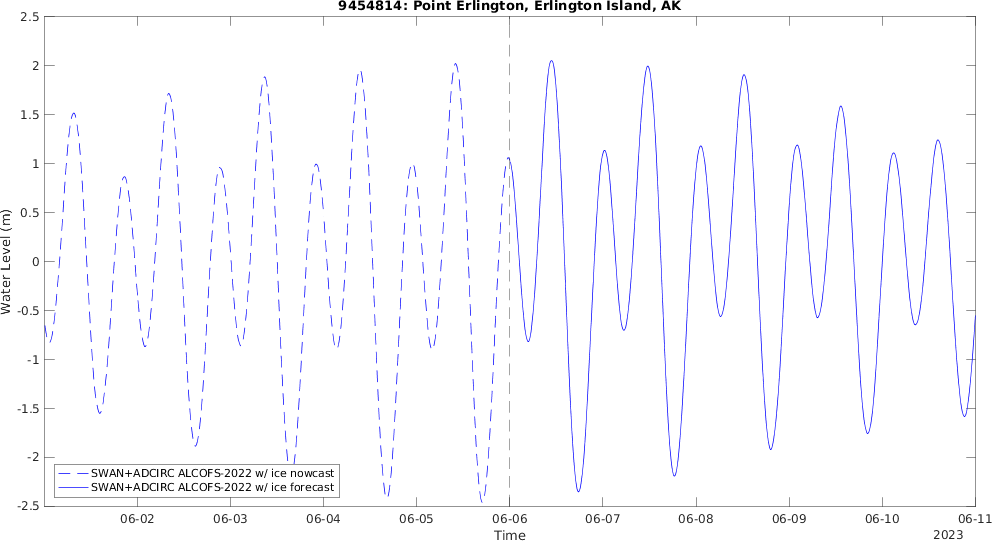 9454814: Point Erlington, Erlington Island, AK
2.5
2
1.5
1
0.5
0
-0.5
-1
-1.5
-2
-2.5
Water Level (m)
SWAN+ADCIRC ALCOFS-2022 w/ ice nowcast
SWAN+ADCIRC ALCOFS-2022 w/ ice forecast
06-02 06-03 06-04 06-05 06-06 06-07 06-08 06-09 06-10 06-11
Time
2023